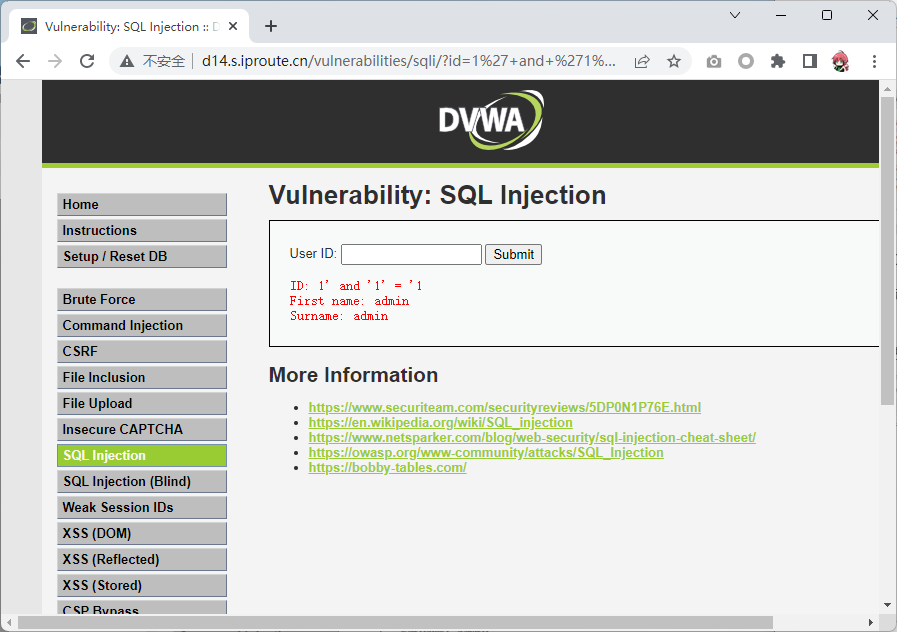 Vulnerability: SQL Injection :: D
不安全 d14.s.iproute.cn/vulnerabilities/sqli/?id=1%27+and+%271%...
DVWA
Home
Instructions
Setup / Reset DB
Brute Force
Command Injection
CSRF
File Inclusion
File Upload
Insecure CAPTCHA
SQL Injection
SQL Injection (Blind)
Weak Session IDs
XSS (DOM)
XSS (Reflected)
XSS (Stored)
CSP Bypass
Vulnerability: SQL Injection
User ID: Submit
ID: 1' and '1' = '1
First name: admin
Surname: admin
More Information
https://www.securiteam.com/securityreviews/5DP0N1P76E.html
https://en.wikipedia.org/wiki/SQL_injection
https://www.netsparker.com/blog/web-security/sql-injection-cheat-sheet/
https://owasp.org/www-community/attacks/SQL_Injection
https://bobby-tables.com/